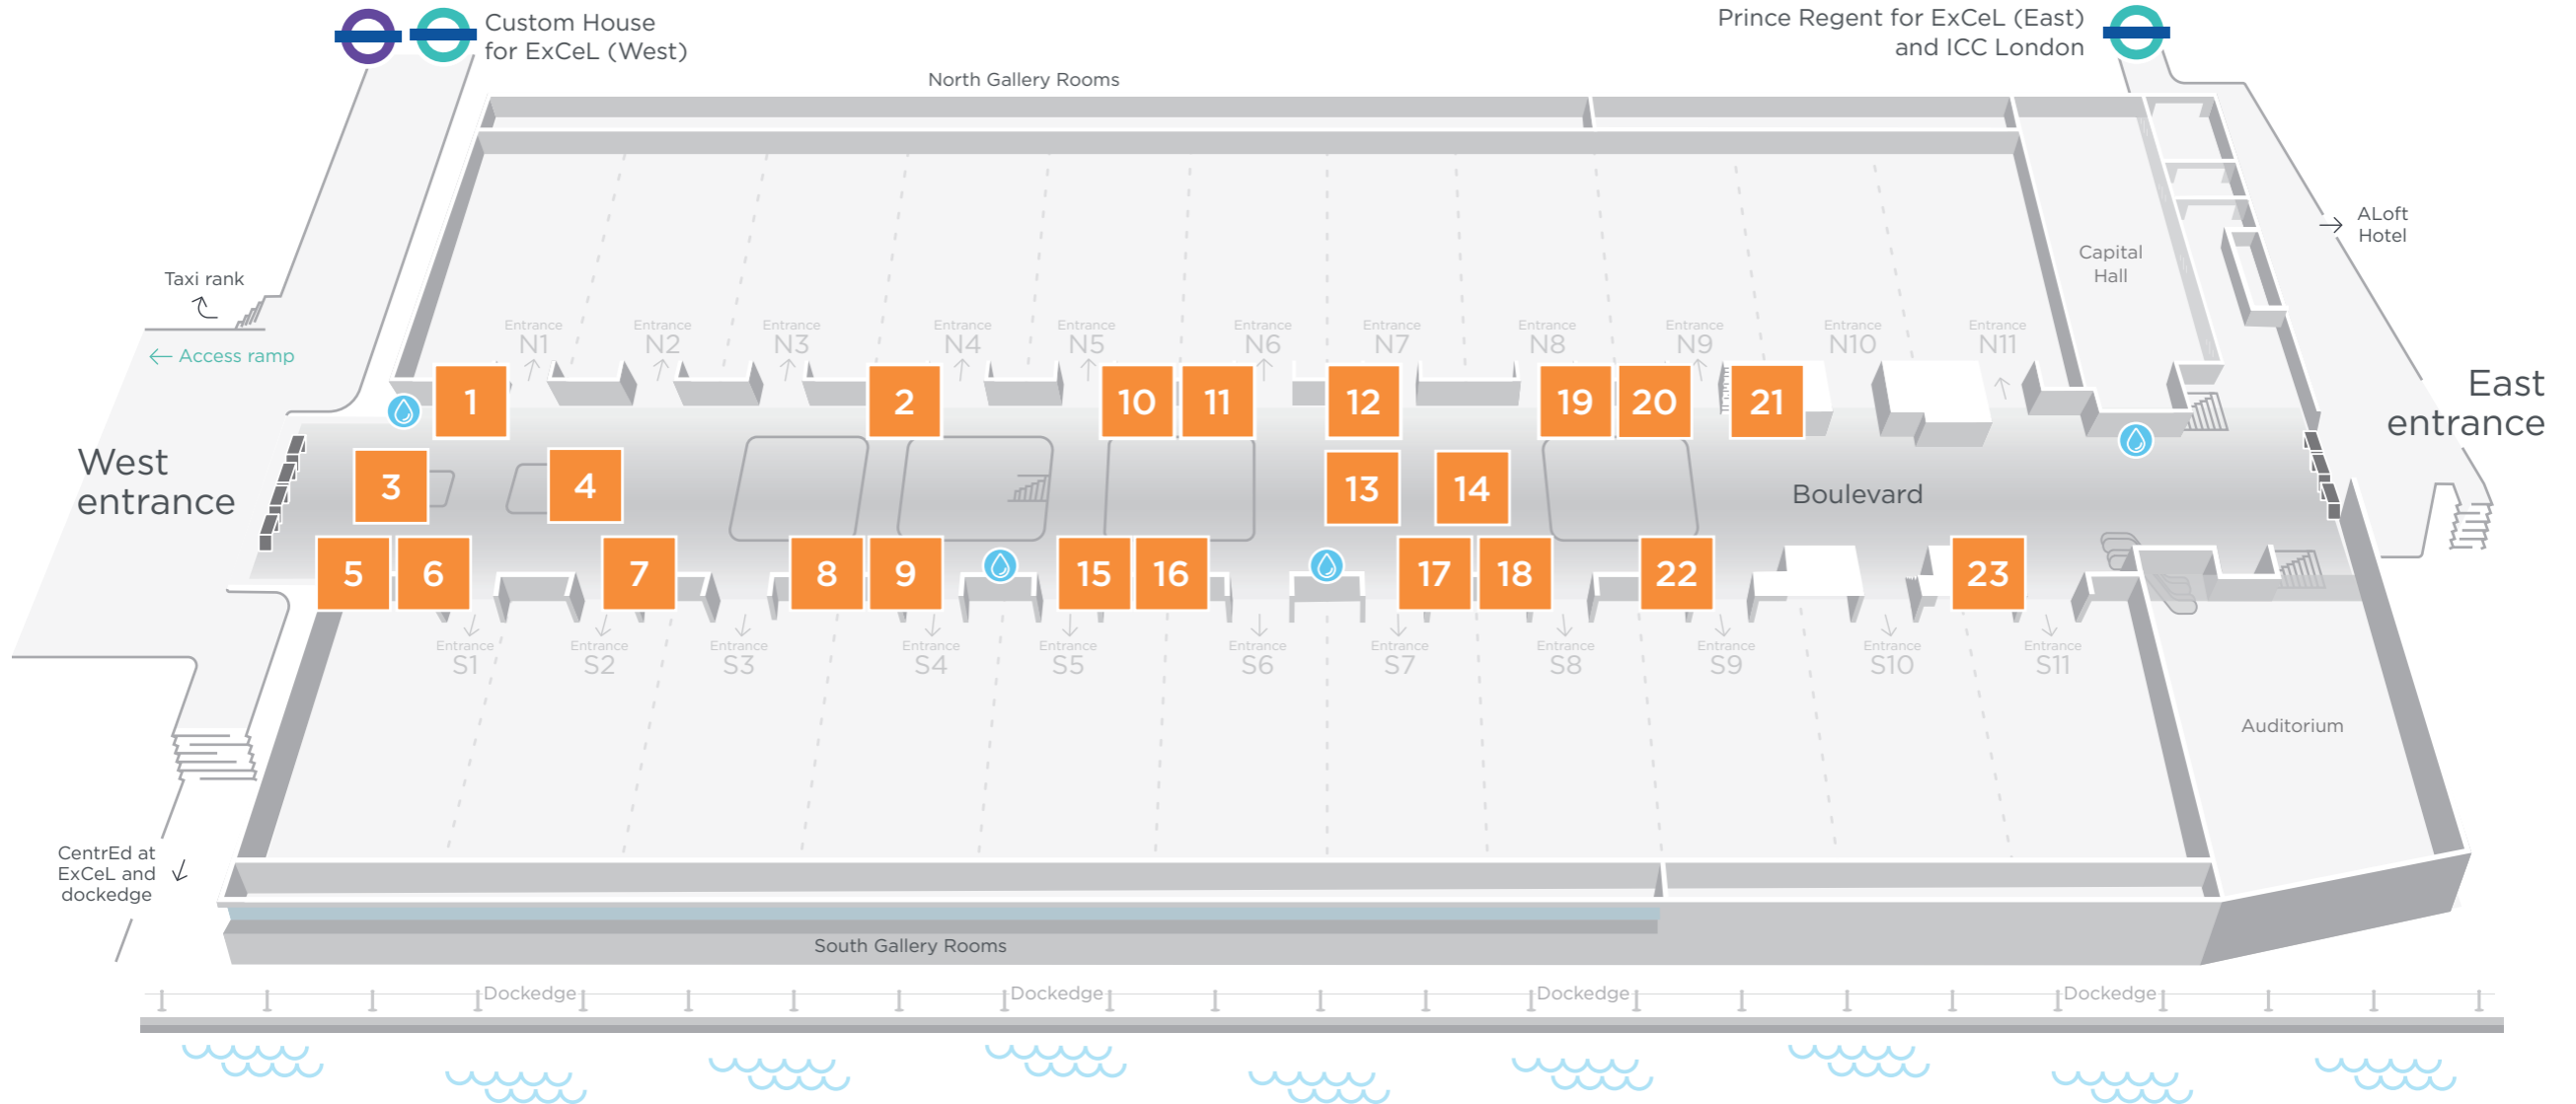 Custom House
for ExCeL (West)
Prince Regent for ExCeL (East)
and ICC London
North Gallery Rooms
ALoft
Hotel
Capital
Hall
Taxi rank
← Access ramp
Entrance
N1
Entrance
N2
Entrance
N3
Entrance
N4
Entrance
N5
Entrance
N6
Entrance
N7
Entrance
N8
Entrance
N9
Entrance
N10
Entrance
N11
East
entrance
1
2
10
11
12
19
20
21
West
entrance
3
4
13
14
Boulevard
5
6
7
8
9
15
16
17
18
22
23
Entrance
S1
Entrance
S2
Entrance
S3
Entrance
S4
Entrance
S5
Entrance
S6
Entrance
S7
Entrance
S8
Entrance
S9
Entrance
S10
Entrance
S11
Auditorium
CentrEd at
ExCeL and
dockedge
South Gallery Rooms
Dockedge
Dockedge
Dockedge
Dockedge